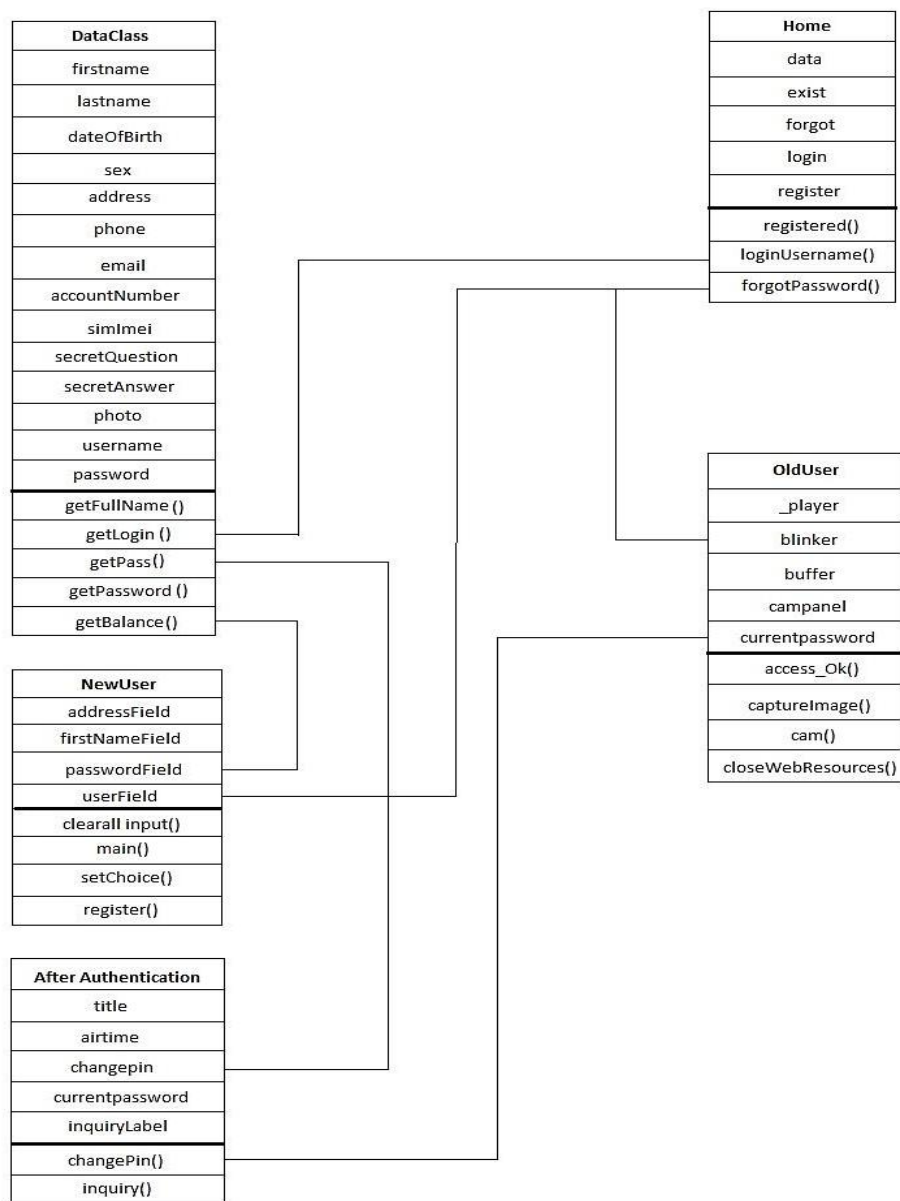 DataClass
firstname
lastname
dateOfBirth
sex
address
phone
email
accountNumber
simImei
secretQuestion
secretAnswer
photo
username
password
getFullName ()
getLogin ()
getPass()
getPassword ()
getBalance()
NewUser
addressField
firstNameField
passwordField
userField
clearall input()
main()
setChoice()
register()
After Authentication
title
airtime
changepin
currentpassword
inquiryLabel
changePin()
inquiry()
Home
data
exist
forgot
login
register
registered()
loginUsername()
forgotPassword()
OldUser
_player
blinker
buffer
campanel
currentpassword
access_Ok()
captureImage()
cam()
closeWebResources()